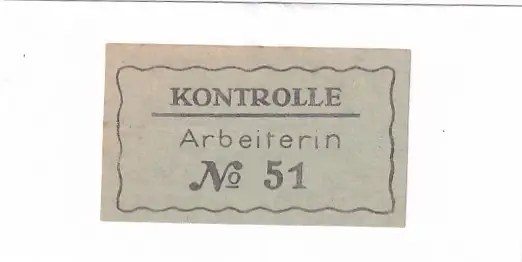 KONTROLLE
Arbeiterin
No 51